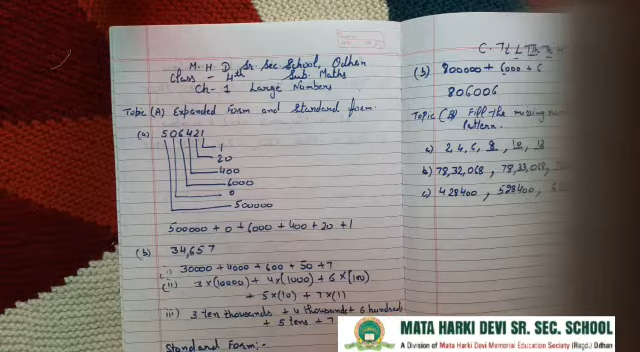 M. H. D Sr. Sec School, Odhan
Class - 4th Sub. Maths
Ch-1 Large Numbers
Topic (A) Expanded Form and Standard form.
(a) 506421
1
20
400
6000
0
500000
500000 + 0 + 6000 + 400 + 20 + 1
(b) 34,657
(i) 30000 + 4000 + 600 + 50 + 7
(ii) 3 × (10000) + 4 × (1000) + 6 × (100)
+ 5 × (10) + 7 × (1)
iii) 3 ten thousands + 4 thousands + 6 hundreds
+ 5 tens + 7
Standard Form:-
(b) 800000 + 6000 + 6
806006
Topic (B) Fill the missing
Pattern.
a) 2, 4, 6, 8, 10, 12
b) 78,32,068, 78,33,068,
c) 428400, 528400,
MATA HARKI DEVI SR. SEC. SCHOOL
A Division of Mata Harki Devi Memorial Education Society (Regd.) Odhan